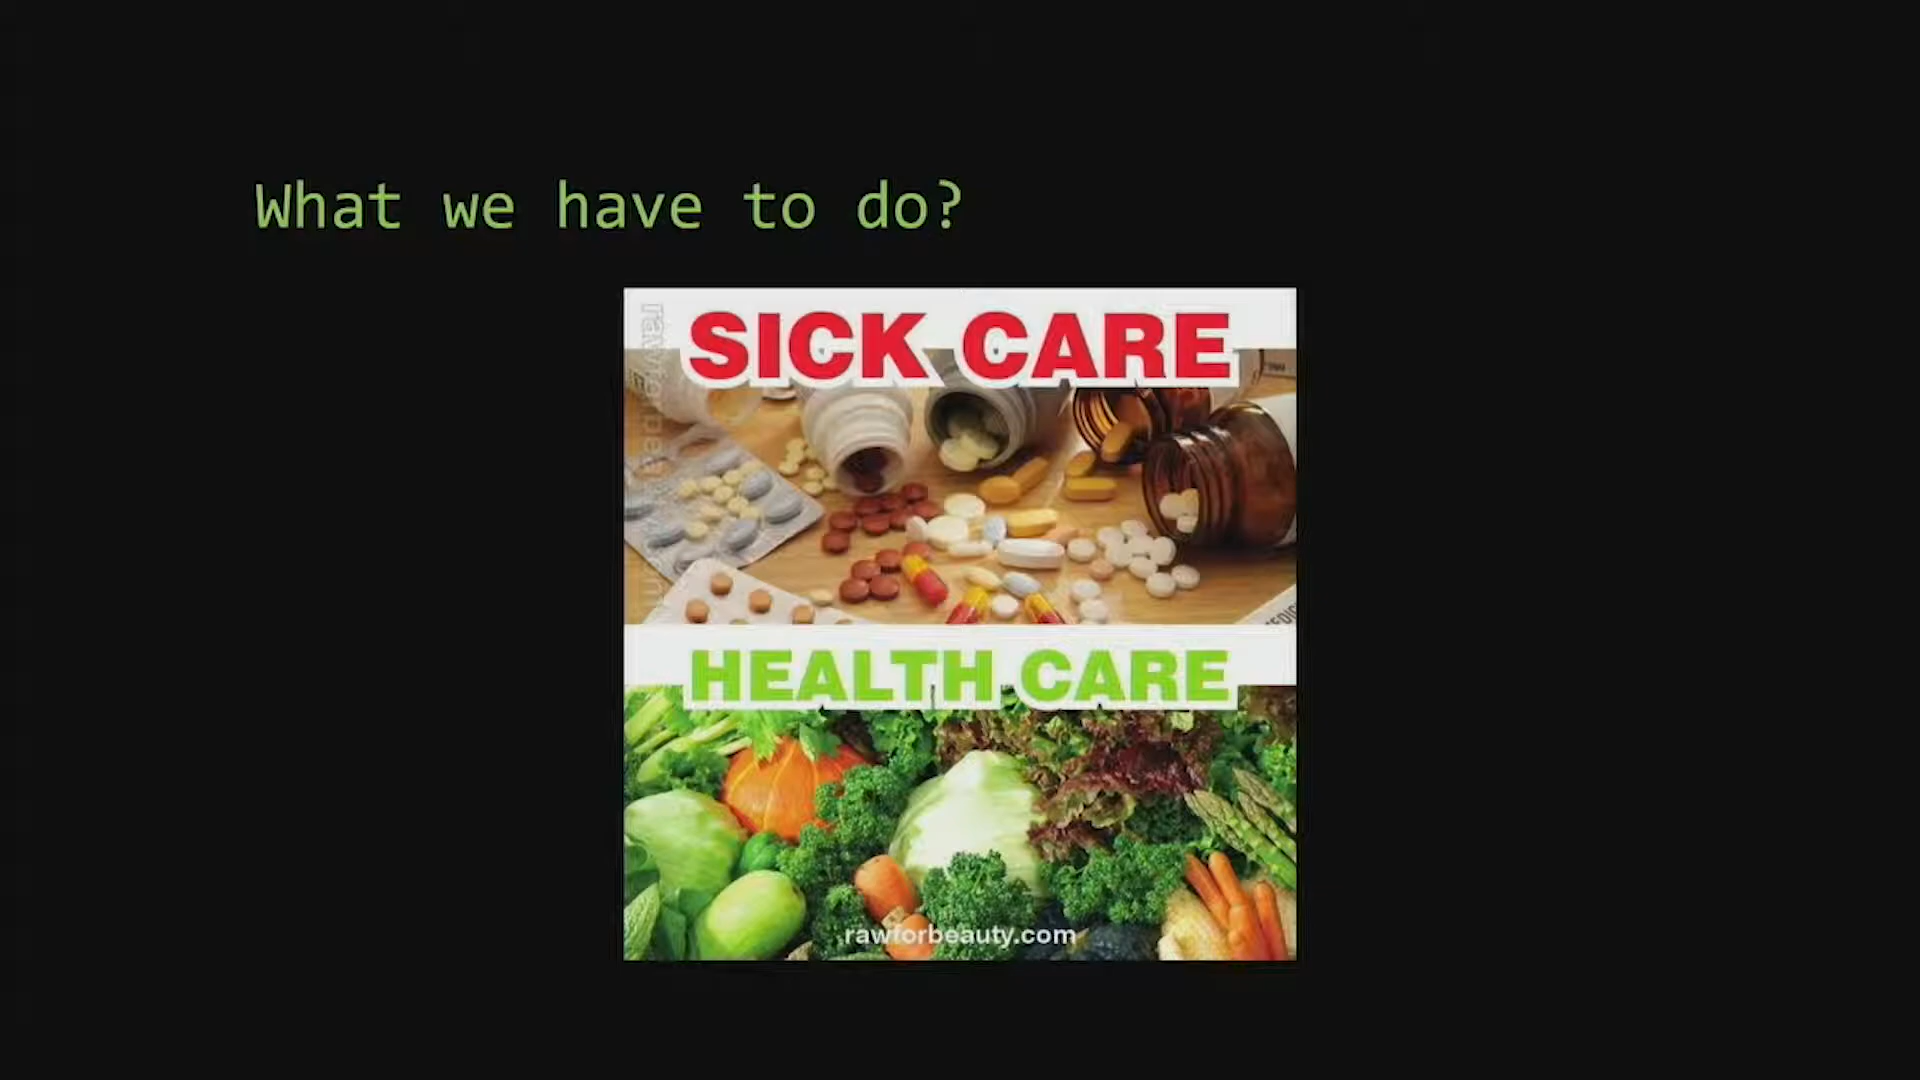 What we have to do?
SICK CARE
HEALTH CARE
rawforbeauty.com